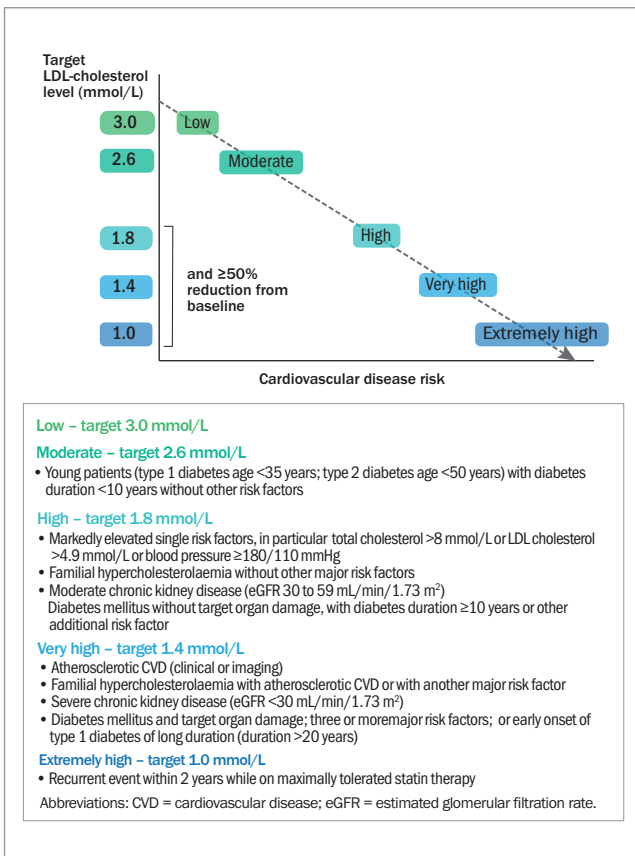 Target
LDL-cholesterol
level (mmol/L)
3.0
Low
2.6
Moderate
1.8
High
and ≥50%
reduction from
baseline
1.4
Very high
1.0
Extremely high
Cardiovascular disease risk
Low – target 3.0 mmol/L
Moderate – target 2.6 mmol/L
• Young patients (type 1 diabetes age <35 years; type 2 diabetes age <50 years) with diabetes
duration <10 years without other risk factors
High – target 1.8 mmol/L
• Markedly elevated single risk factors, in particular total cholesterol >8 mmol/L or LDL cholesterol
>4.9 mmol/L or blood pressure ≥180/110 mmHg
• Familial hypercholesterolaemia without other major risk factors
• Moderate chronic kidney disease (eGFR 30 to 59 mL/min/1.73 m²)
Diabetes mellitus without target organ damage, with diabetes duration ≥10 years or other
additional risk factor
Very high – target 1.4 mmol/L
• Atherosclerotic CVD (clinical or imaging)
• Familial hypercholesterolaemia with atherosclerotic CVD or with another major risk factor
• Severe chronic kidney disease (eGFR <30 mL/min/1.73 m²)
• Diabetes mellitus and target organ damage; three or moremajor risk factors; or early onset of
type 1 diabetes of long duration (duration >20 years)
Extremely high – target 1.0 mmol/L
• Recurrent event within 2 years while on maximally tolerated statin therapy
Abbreviations: CVD = cardiovascular disease; eGFR = estimated glomerular filtration rate.